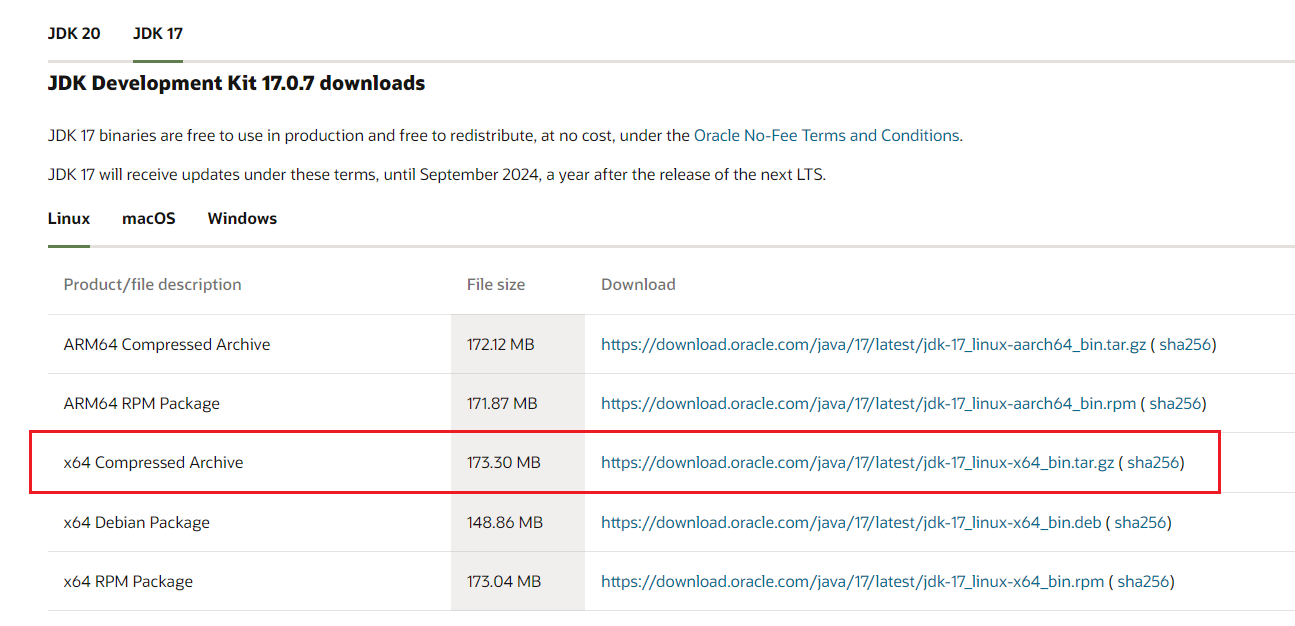 JDK 20 JDK 17
JDK Development Kit 17.0.7 downloads
JDK 17 binaries are free to use in production and free to redistribute, at no cost, under the Oracle No-Fee Terms and Conditions.
JDK 17 will receive updates under these terms, until September 2024, a year after the release of the next LTS.
Linux macOS Windows
Product/file description File size Download
ARM64 Compressed Archive 172.12 MB https://download.oracle.com/java/17/latest/jdk-17_linux-aarch64_bin.tar.gz ( sha256)
ARM64 RPM Package 171.87 MB https://download.oracle.com/java/17/latest/jdk-17_linux-aarch64_bin.rpm ( sha256)
x64 Compressed Archive 173.30 MB https://download.oracle.com/java/17/latest/jdk-17_linux-x64_bin.tar.gz ( sha256)
x64 Debian Package 148.86 MB https://download.oracle.com/java/17/latest/jdk-17_linux-x64_bin.deb ( sha256)
x64 RPM Package 173.04 MB https://download.oracle.com/java/17/latest/jdk-17_linux-x64_bin.rpm ( sha256)